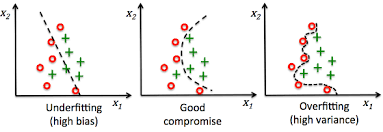 x2
x2
x2
x1
x1
x1
Underfitting
(high bias)
Good
compromise
Overfitting
(high variance)